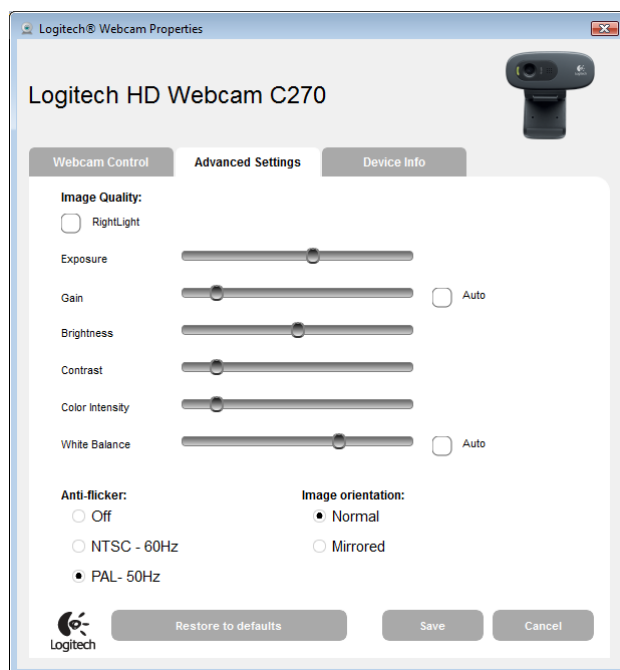 Logitech® Webcam Properties
Logitech HD Webcam C270
Webcam Control Advanced Settings Device Info
Image Quality:
RightLight
Exposure
Gain Auto
Brightness
Contrast
Color Intensity
White Balance Auto
Anti-flicker: Image orientation:
Off Normal
NTSC - 60Hz Mirrored
PAL- 50Hz
Logitech Restore to defaults Save Cancel